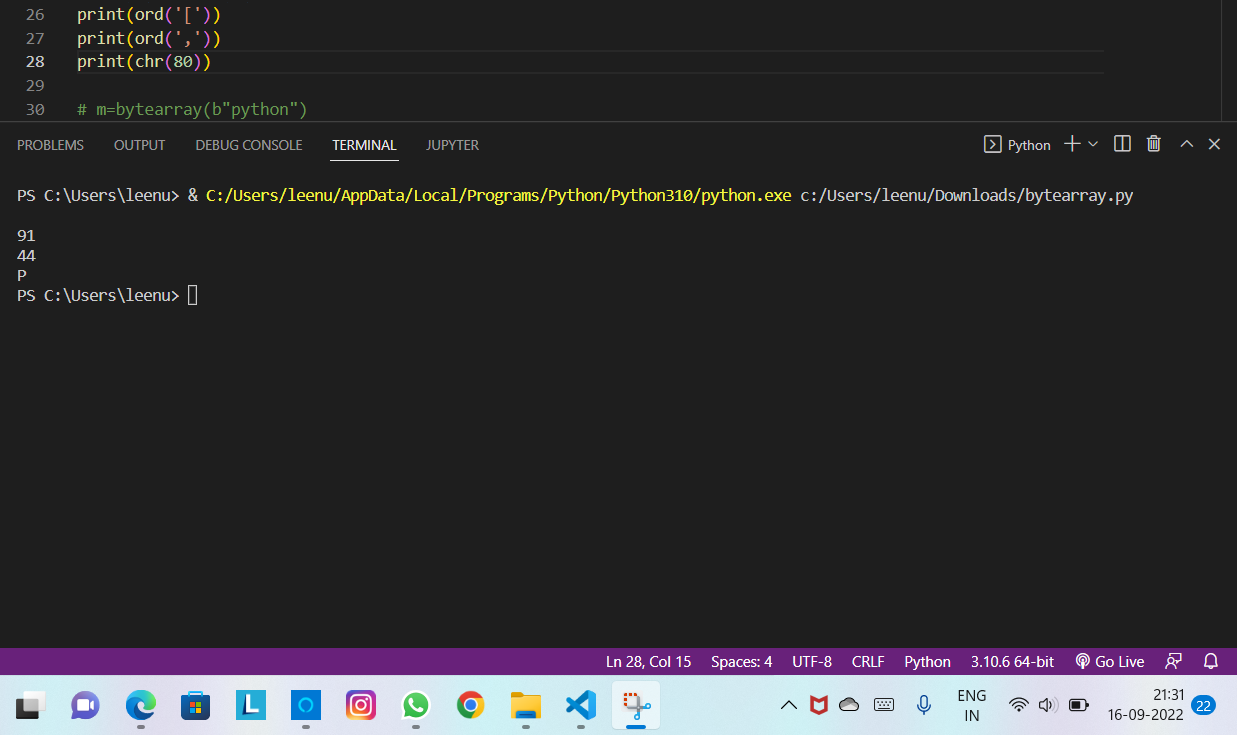 26 print(ord('['))
27 print(ord(','))
28 print(chr(80))
29
30 # m=bytearray(b"python")
PROBLEMS OUTPUT DEBUG CONSOLE TERMINAL JUPYTER Python
PS C:\Users\leenu> & C:/Users/leenu/AppData/Local/Programs/Python/Python310/python.exe c:/Users/leenu/Downloads/bytearray.py
91
44
P
PS C:\Users\leenu>
Ln 28, Col 15 Spaces: 4 UTF-8 CRLF Python 3.10.6 64-bit Go Live
L ENG 21:31
IN 16-09-2022 22